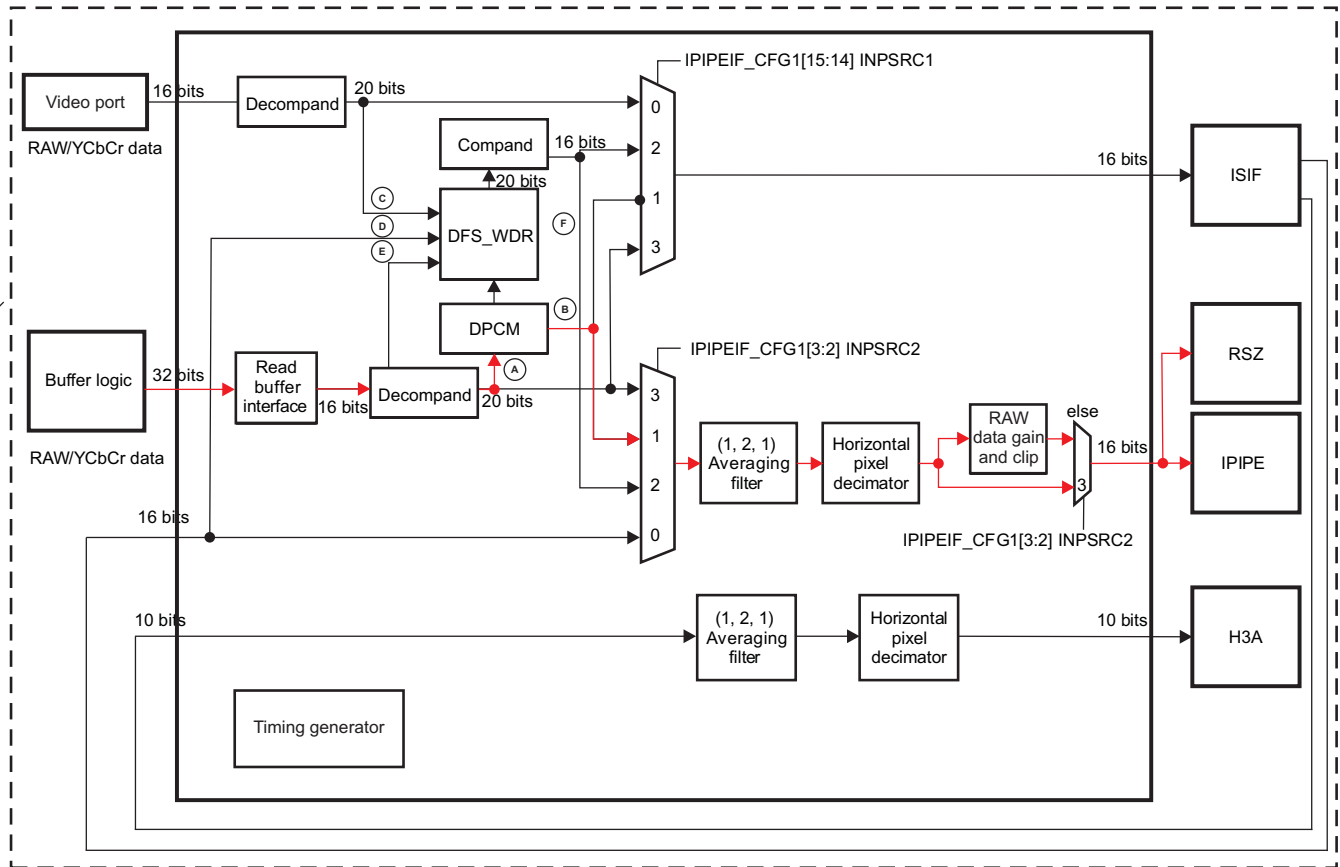 IPIPEIF_CFG1[15:14] INPSRC1
Video port
16 bits
Decompand
20 bits
0
RAW/YCbCr data
Compand
16 bits
2
20 bits
16 bits
ISIF
C
1
D
F
DFS_WDR
E
3
B
DPCM
IPIPEIF_CFG1[3:2] INPSRC2
RSZ
Buffer logic
32 bits
Read
buffer
interface
A
16 bits
Decompand
20 bits
3
RAW
data gain
and clip
else
RAW/YCbCr data
1
(1, 2, 1)
Averaging
filter
Horizontal
pixel
decimator
16 bits
IPIPE
2
3
16 bits
0
IPIPEIF_CFG1[3:2] INPSRC2
10 bits
(1, 2, 1)
Averaging
filter
Horizontal
pixel
decimator
10 bits
H3A
Timing generator